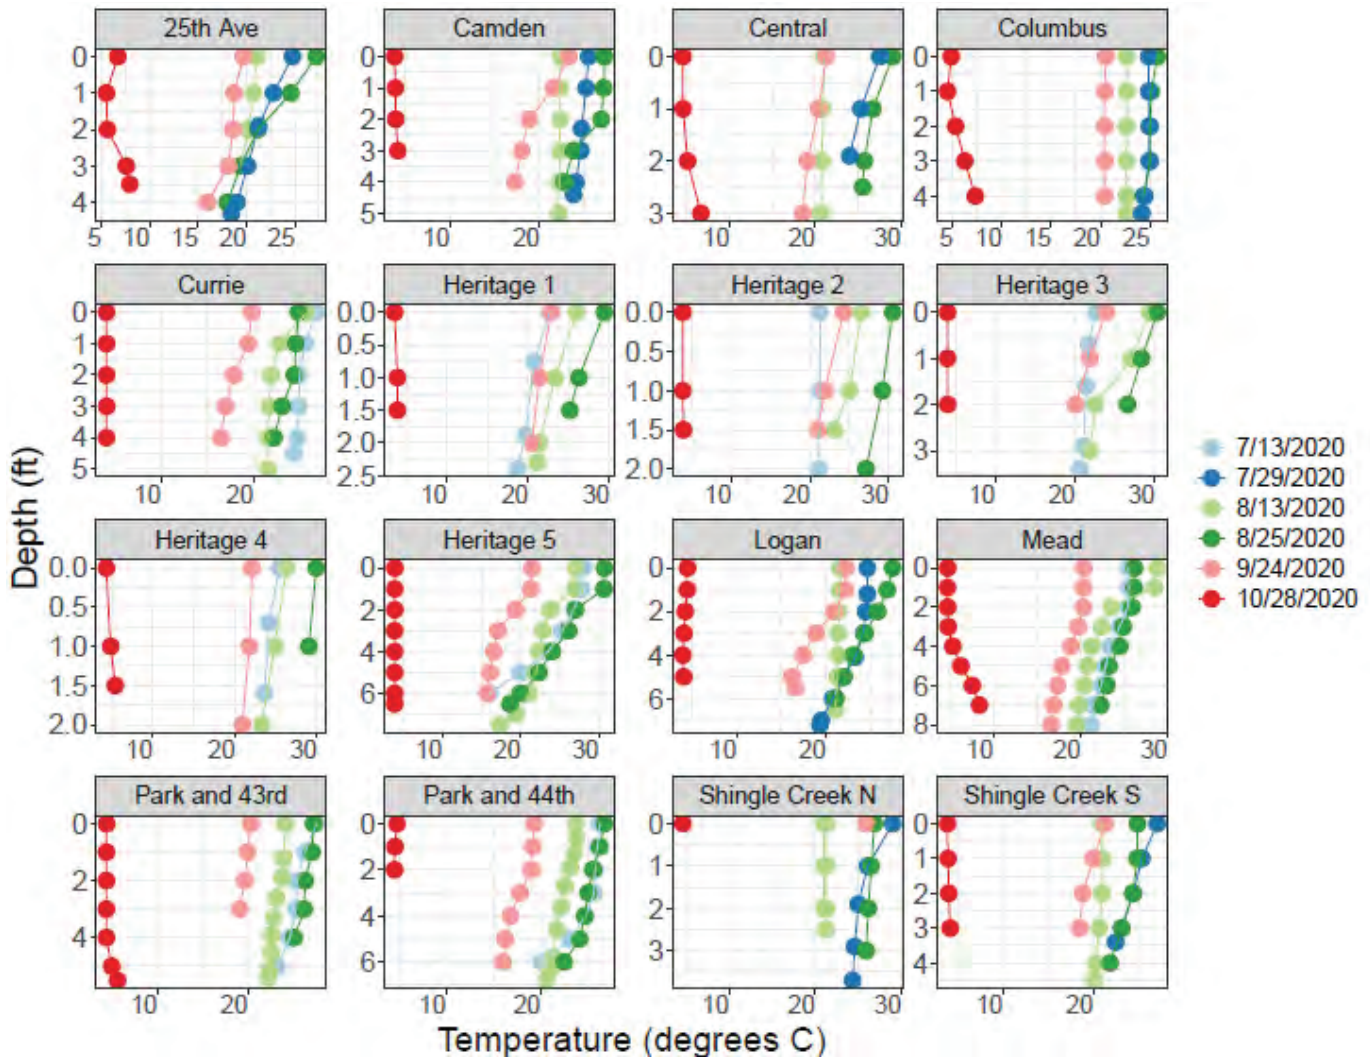 25th Ave Camden Central Columbus
0 0 0 0
1 1 1 1
2 2 2 2
3 3 3 3
4 4 4
5
5 10 15 20 25 10 20 10 20 30 5 10 15 20 25
Currie Heritage 1 Heritage 2 Heritage 3
0 0.0 0.0 0
1 0.5 0.5 1
2 1.0 1.0 2
3 1.5 1.5 3
4 2.0 2.0
5 2.5
10 20 10 20 30 10 20 30 10 20 30
Depth (ft)
7/13/2020
7/29/2020
8/13/2020
8/25/2020
9/24/2020
10/28/2020
Heritage 4 Heritage 5 Logan Mead
0.0 0 0 0
0.5 2 2 2
1.0 4 4 4
1.5 6 6 6
2.0 8
10 20 30 10 20 30 10 20 10 20 30
Park and 43rd Park and 44th Shingle Creek N Shingle Creek S
0 0 0 0
2 2 1 1
4 4 2 2
6 3 3
4
10 20 10 20 10 20 30 10 20
Temperature (degrees C)